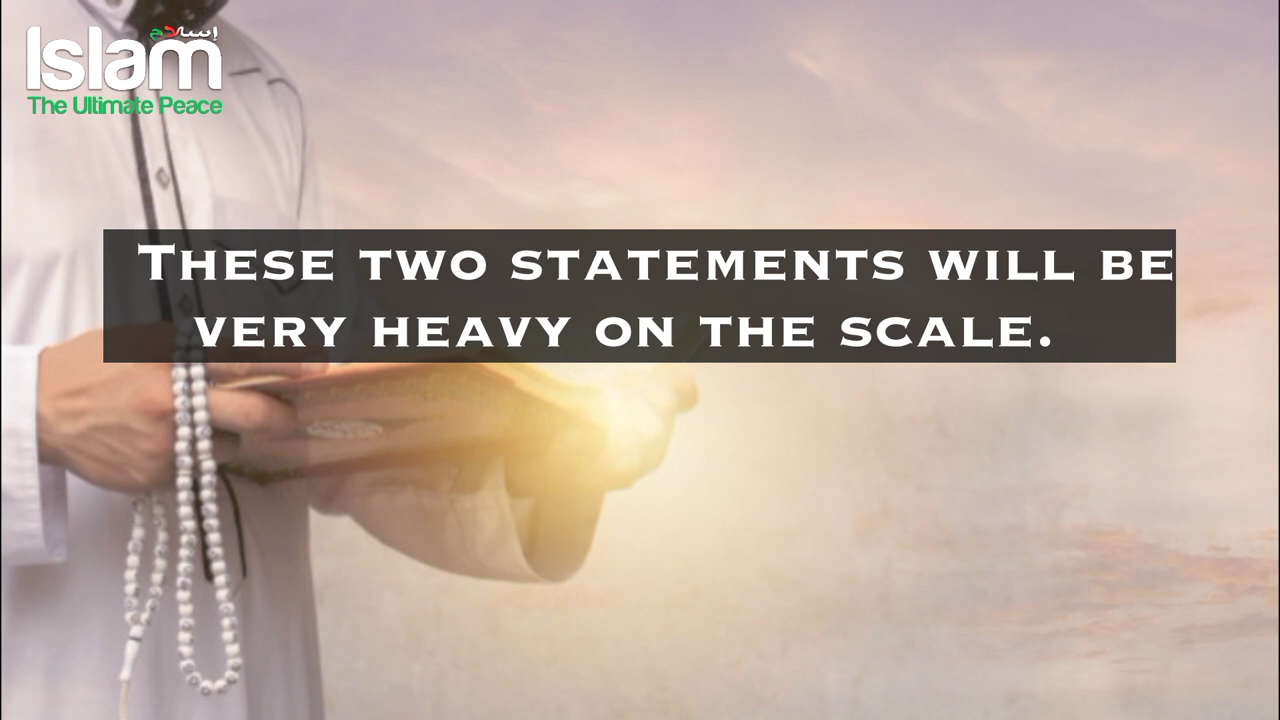 إسلام
Islam
The Ultimate Peace
These two statements will be
very heavy on the scale.